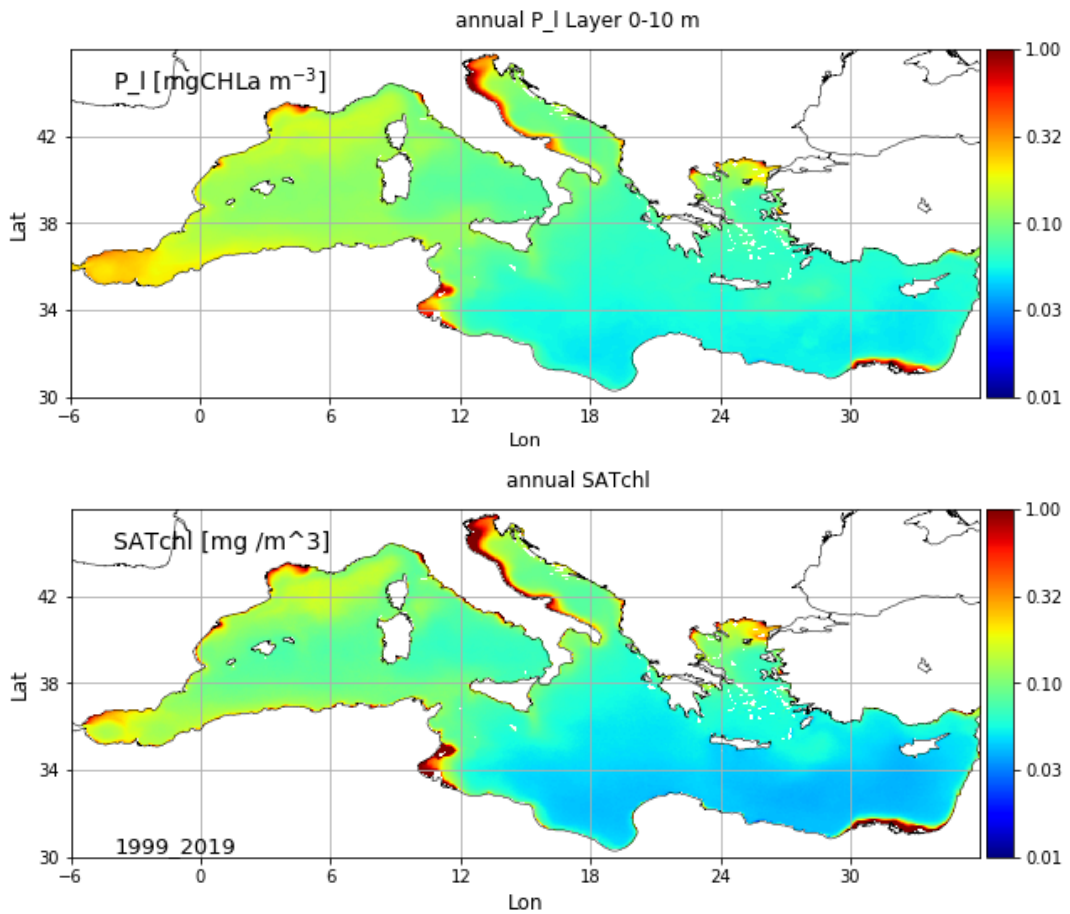 annual P_l Layer 0-10 m
P_l [mgCHLa m⁻³]
1.00
0.32
0.10
0.03
0.01
42
38
34
30
Lat
−6 0 6 12 18 24 30
Lon
annual SATchl
SATchl [mg /m^3]
1.00
0.32
0.10
0.03
0.01
42
38
34
30
Lat
1999_2019
−6 0 6 12 18 24 30
Lon